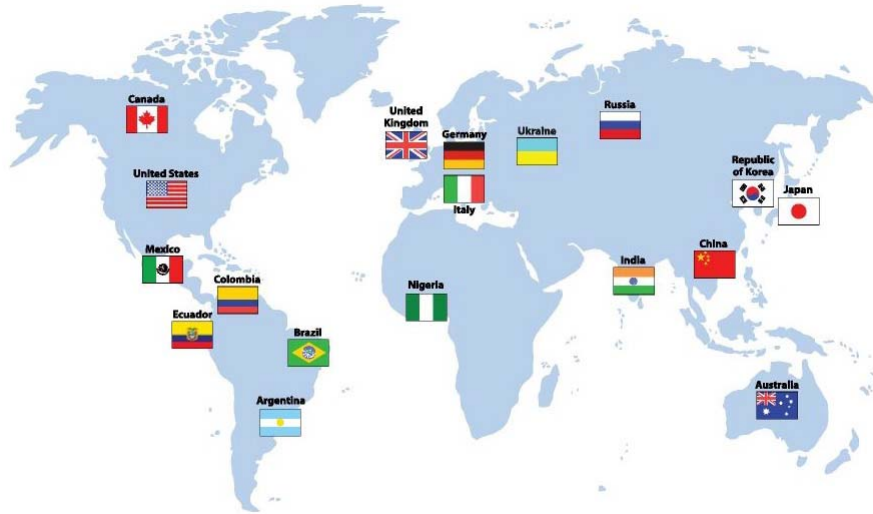 Canada
United
Kingdom
Germany
Ukraine
Russia
United States
Italy
Republic
of Korea
Japan
Mexico
Colombia
Nigeria
India
China
Ecuador
Brazil
Argentina
Australia